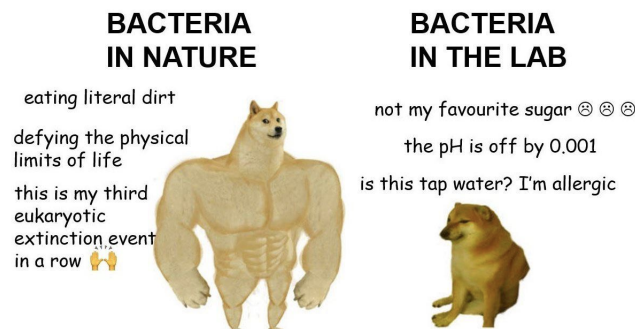 BACTERIA
IN NATURE
eating literal dirt
defying the physical
limits of life
this is my third
eukaryotic
extinction event
in a row 🙌
BACTERIA
IN THE LAB
not my favourite sugar ☹ ☹ ☹
the pH is off by 0.001
is this tap water? I'm allergic